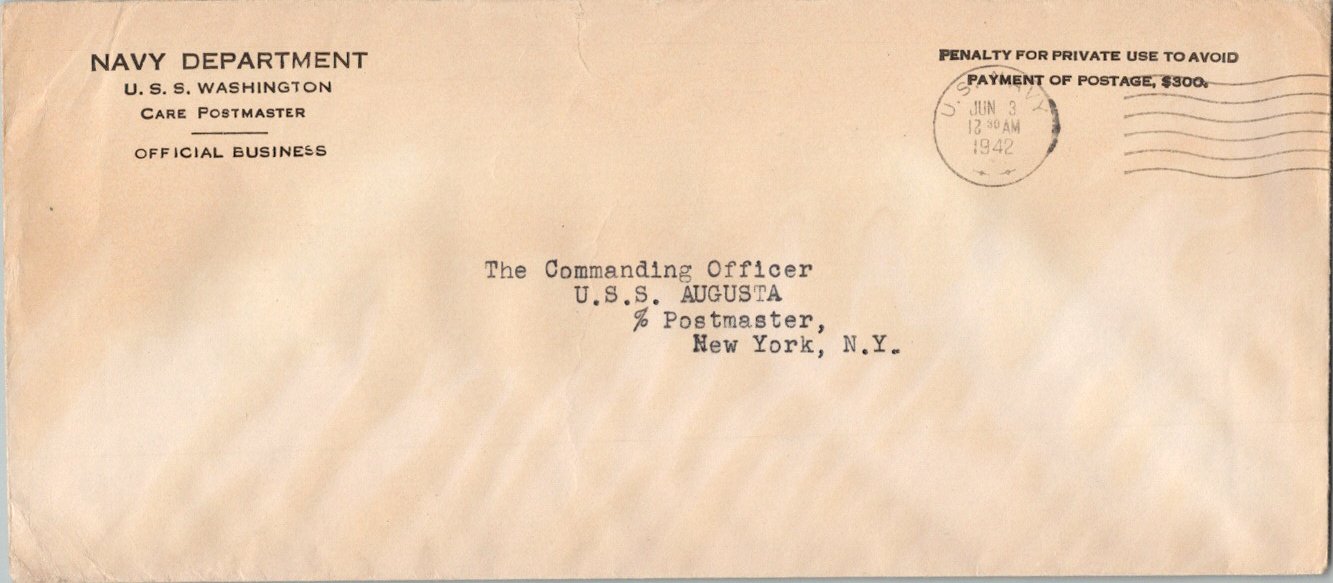 NAVY DEPARTMENT
U. S. S. WASHINGTON
CARE POSTMASTER
OFFICIAL BUSINESS
PENALTY FOR PRIVATE USE TO AVOID
PAYMENT OF POSTAGE, $300.
U. S. NAVY
JUN 3
12 30 AM
1942
The Commanding Officer
U.S.S. AUGUSTA
% Postmaster,
New York, N.Y.